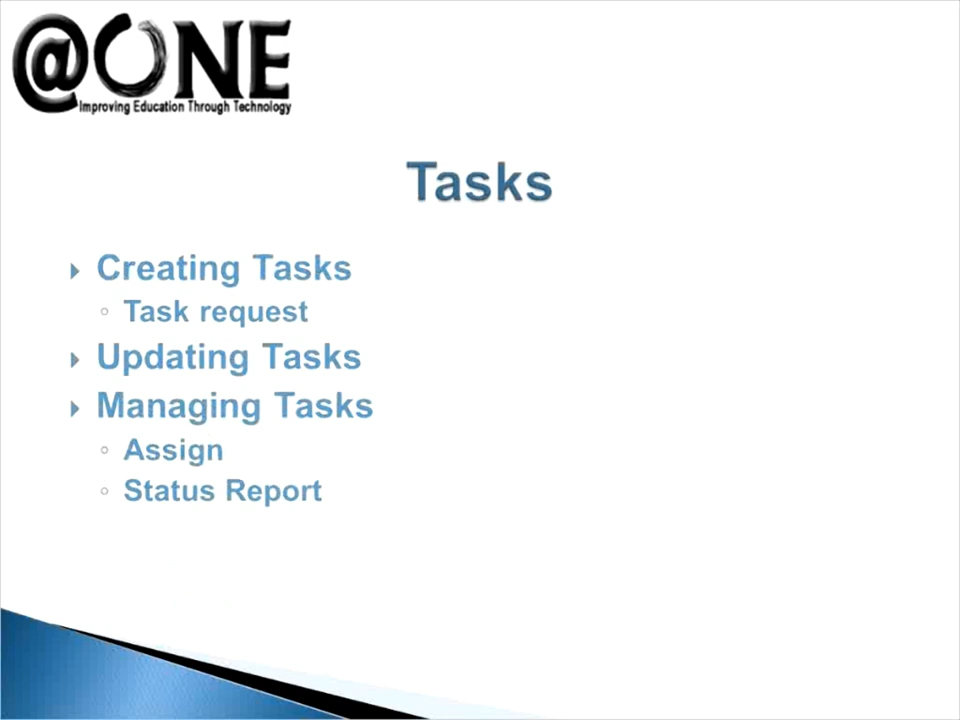 @ONE
Improving Education Through Technology
Tasks
Creating Tasks
Task request
Updating Tasks
Managing Tasks
Assign
Status Report